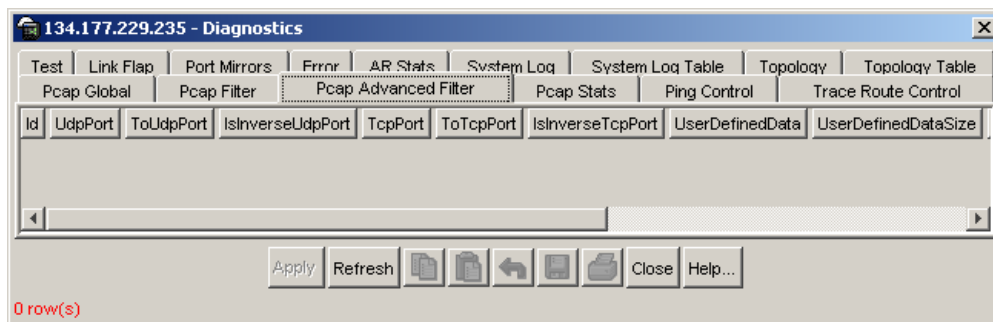 134.177.229.235 - Diagnostics
Test Link Flap Port Mirrors Error AR Stats System Log System Log Table Topology Topology Table
Pcap Global Pcap Filter Pcap Advanced Filter Pcap Stats Ping Control Trace Route Control
Id UdpPort ToUdpPort IsInverseUdpPort TcpPort ToTcpPort IsInverseTcpPort UserDefinedData UserDefinedDataSize
Apply Refresh Close Help...
0 row(s)